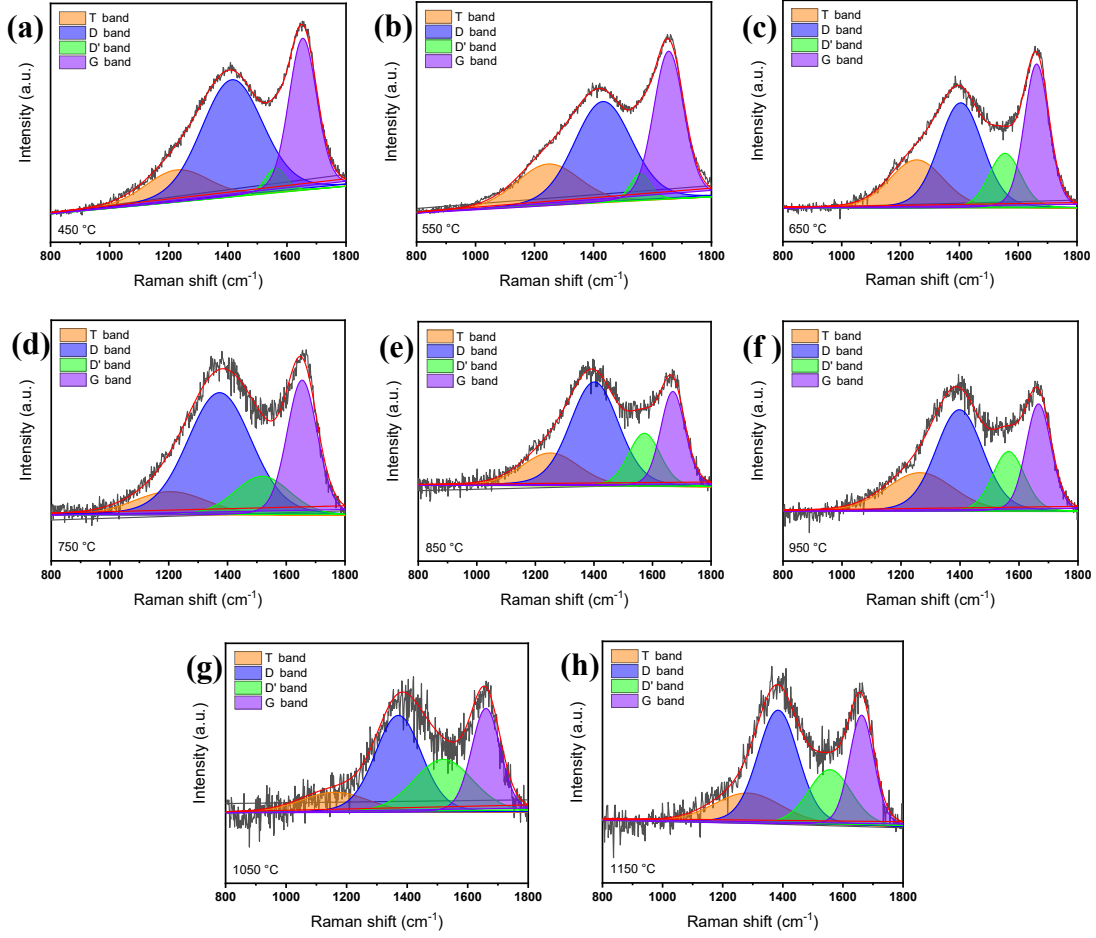 (a)
T band
D band
D' band
G band
Intensity (a.u.)
450 °C
800 1000 1200 1400 1600 1800
Raman shift (cm⁻¹)
(b)
T band
D band
D' band
G band
Intensity (a.u.)
550 °C
800 1000 1200 1400 1600 1800
Raman shift (cm⁻¹)
(c)
T band
D band
D' band
G band
Intensity (a.u.)
650 °C
800 1000 1200 1400 1600 1800
Raman shift (cm⁻¹)
(d)
T band
D band
D' band
G band
Intensity (a.u.)
750 °C
800 1000 1200 1400 1600 1800
Raman shift (cm⁻¹)
(e)
T band
D band
D' band
G band
Intensity (a.u.)
850 °C
800 1000 1200 1400 1600 1800
Raman shift (cm⁻¹)
(f)
T band
D band
D' band
G band
Intensity (a.u.)
950 °C
800 1000 1200 1400 1600 1800
Raman shift (cm⁻¹)
(g)
T band
D band
D' band
G band
Intensity (a.u.)
1050 °C
800 1000 1200 1400 1600 1800
Raman shift (cm⁻¹)
(h)
T band
D band
D' band
G band
Intensity (a.u.)
1150 °C
800 1000 1200 1400 1600 1800
Raman shift (cm⁻¹)